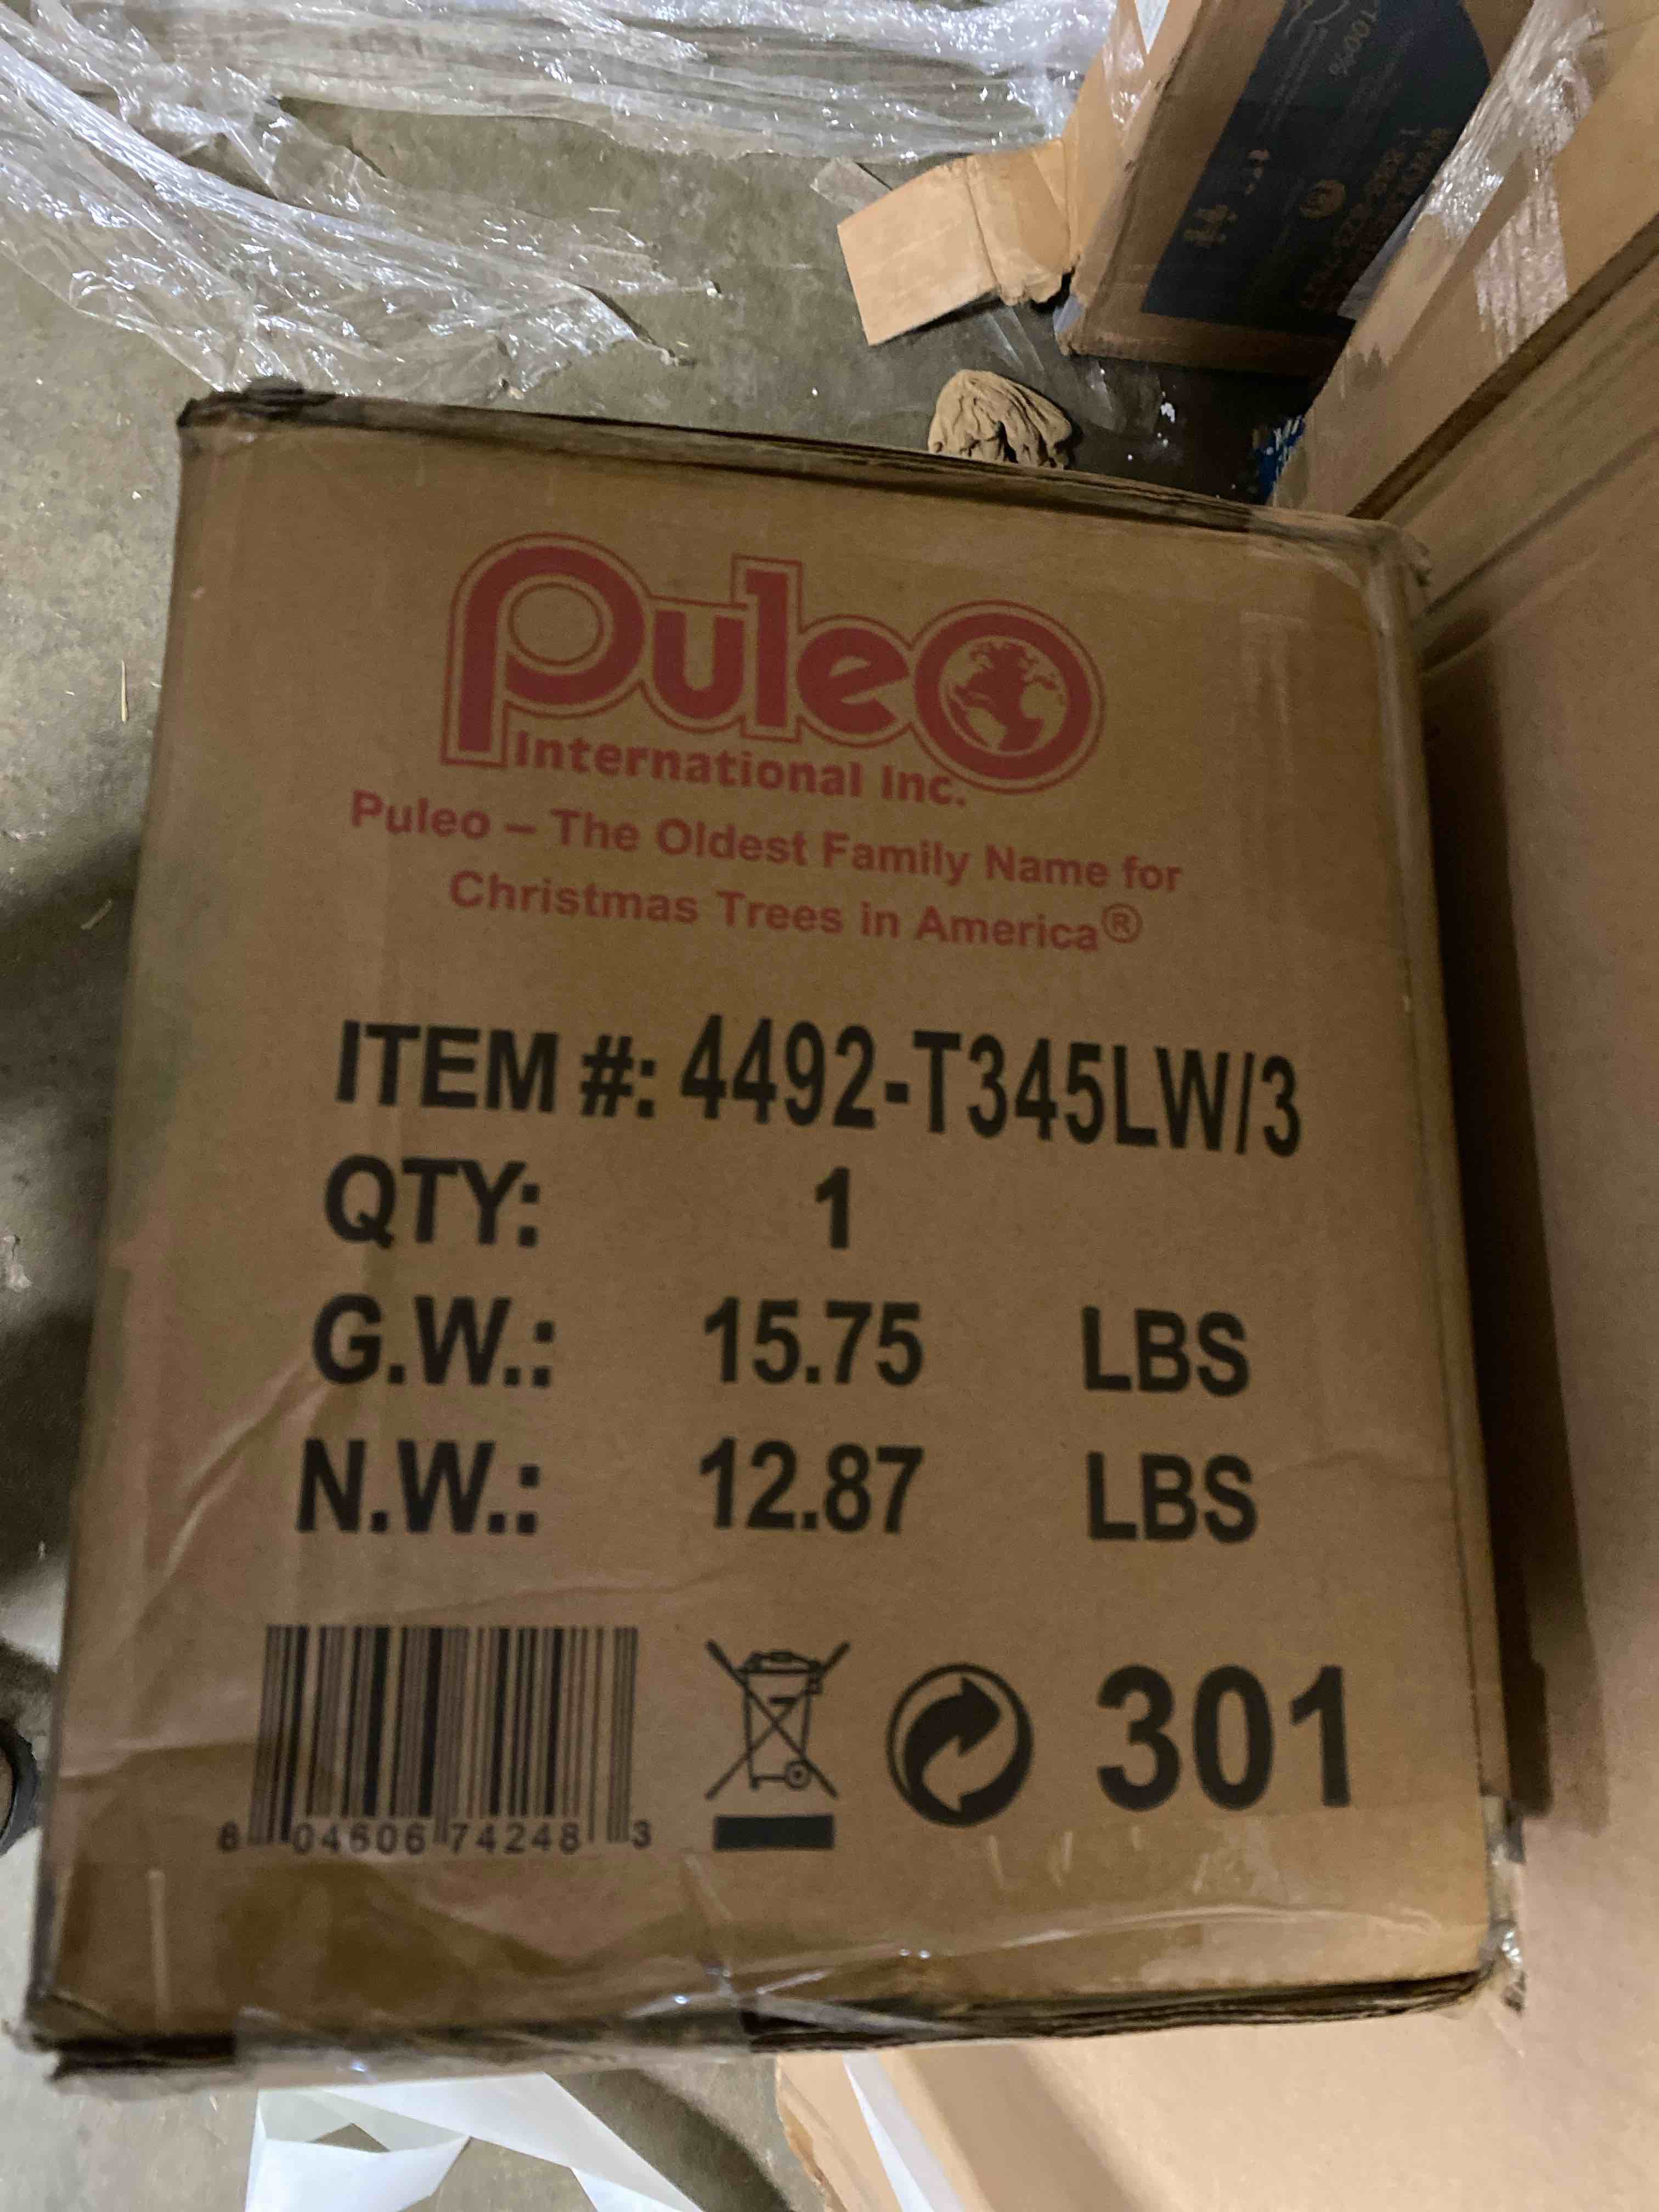 Puleo
International Inc.
Puleo – The Oldest Family Name for
Christmas Trees in America®
ITEM #: 4492-T345LW/3
QTY: 1
G.W.: 15.75 LBS
N.W.: 12.87 LBS
301
8 04606 74248 3
100%